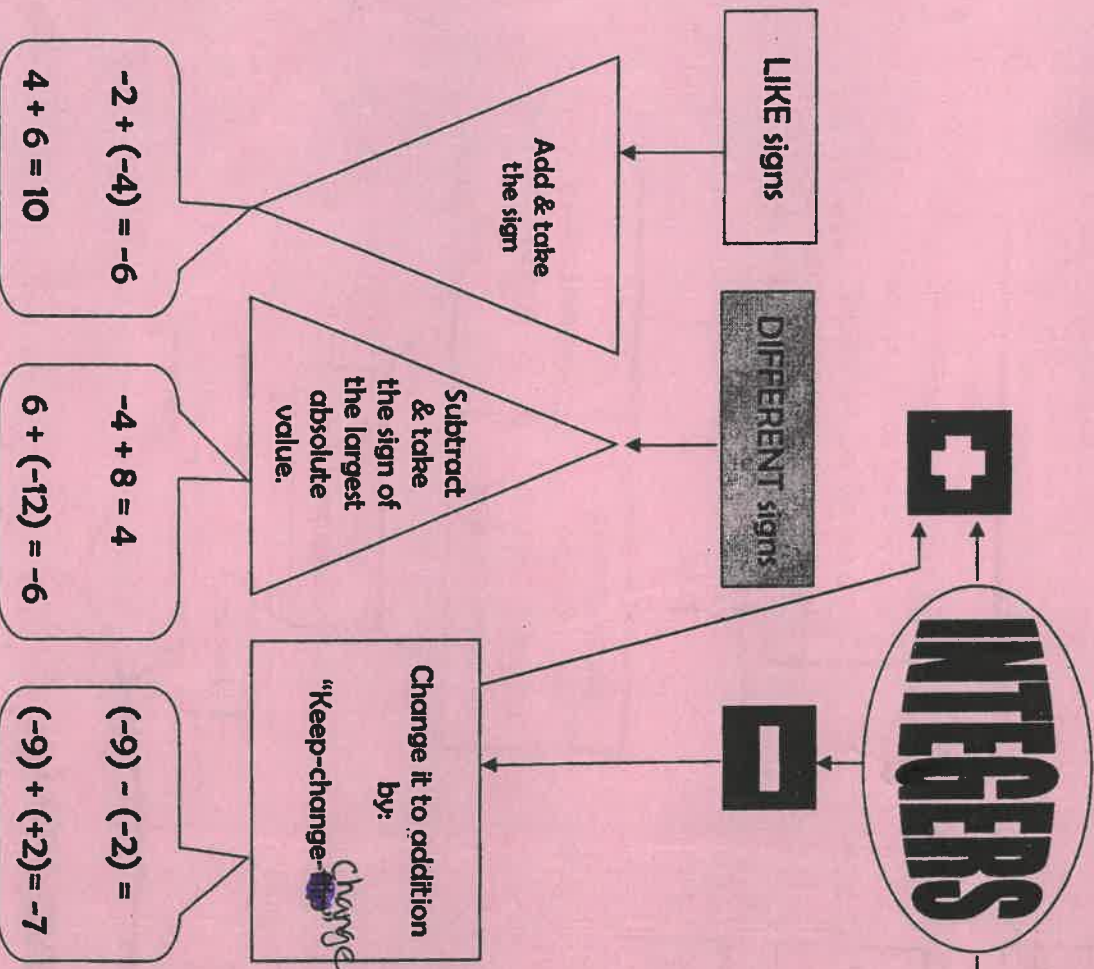 INTEGERS
LIKE signs
DIFFERENT signs
Add & take
the sign
Subtract
& take
the sign of
the largest
absolute
value.
Change it to addition
by:
"Keep-change-
Change
-2 + (-4) = -6
4 + 6 = 10
-4 + 8 = 4
6 + (-12) = -6
(-9) - (-2) =
(-9) + (+2)= -7